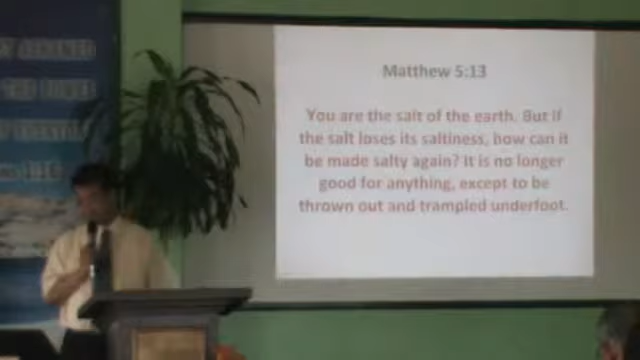 Matthew 5:13
You are the salt of the earth. But if
the salt loses its saltiness, how can it
be made salty again? It is no longer
good for anything, except to be
thrown out and trampled underfoot.